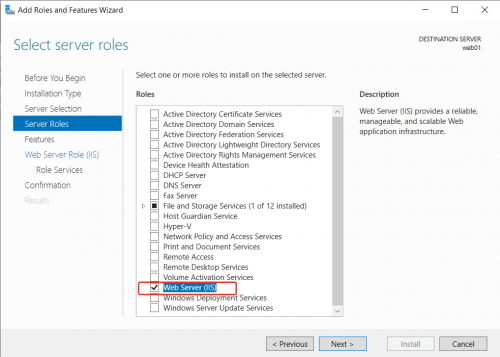 Add Roles and Features Wizard
Select server roles
DESTINATION SERVER
web01
Before You Begin
Installation Type
Server Selection
Server Roles
Features
Web Server Role (IIS)
Role Services
Confirmation
Results
Select one or more roles to install on the selected server.
Roles
Active Directory Certificate Services
Active Directory Domain Services
Active Directory Federation Services
Active Directory Lightweight Directory Services
Active Directory Rights Management Services
Device Health Attestation
DHCP Server
DNS Server
Fax Server
File and Storage Services (1 of 12 installed)
Host Guardian Service
Hyper-V
Network Policy and Access Services
Print and Document Services
Remote Access
Remote Desktop Services
Volume Activation Services
Web Server (IIS)
Windows Deployment Services
Windows Server Update Services
Description
Web Server (IIS) provides a reliable,
manageable, and scalable Web
application infrastructure.
< Previous
Next >
Install
Cancel